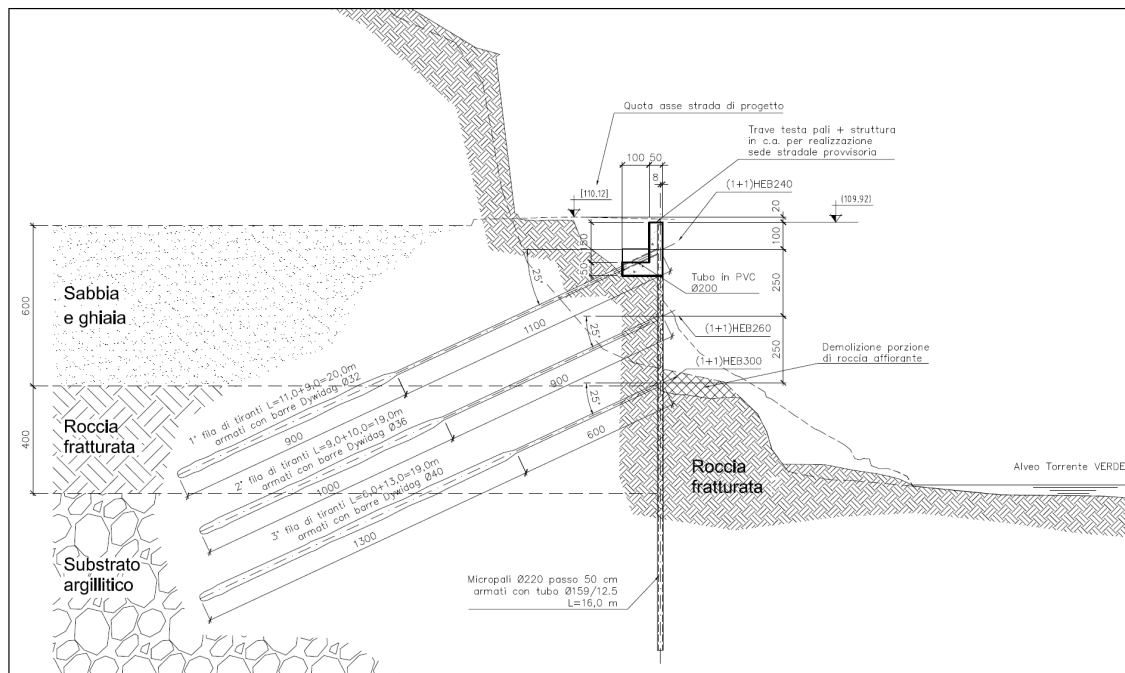 Quota asse strada di progetto
Trave testa pali + struttura
in c.a. per realizzazione
sede stradale provvisoria
100 50
8
(1+1)HEB240
[110.12]
(109.92)
20
100
50
50
250
250
600
400
Sabbia
e ghiaia
25°
Tubo in PVC
Ø200
1100
25°
(1+1)HEB260
Demolizione porzione
di roccia affiorante
(1+1)HEB300
900
25°
600
1° fila di tiranti L=11,0+9,0=20,0m
armati con barre Dywidag Ø32
900
2° fila di tiranti L=9,0+10,0=19,0m
armati con barre Dywidag Ø36
1000
3° fila di tiranti L=6,0+13,0=19,0m
armati con barre Dywidag Ø40
1300
Roccia
fratturata
Roccia
fratturata
Alveo Torrente VERDE
Substrato
argillitico
Micropali Ø220 passo 50 cm
armati con tubo Ø159/12.5
L=16,0 m